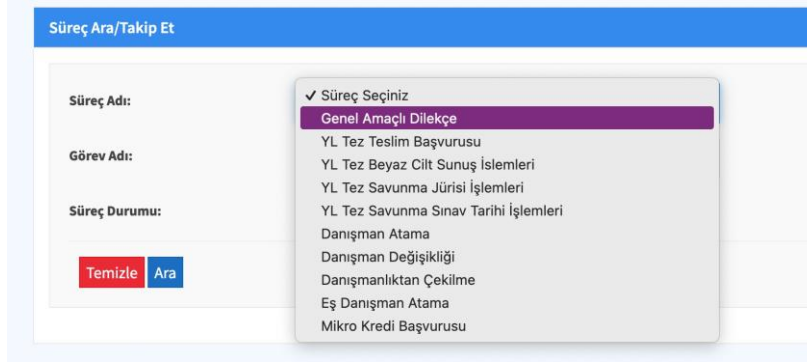 Süreç Ara/Takip Et
Süreç Adı:
✓ Süreç Seçiniz
Genel Amaçlı Dilekçe
YL Tez Teslim Başvurusu
Görev Adı:
YL Tez Beyaz Cilt Sunuş İslemleri
YL Tez Savunma Jürisi İşlemleri
Süreç Durumu:
YL Tez Savunma Sınav Tarihi İşlemleri
Danışman Atama
Danışman Değişikliği
Temizle Ara
Danışmanlıktan Çekilme
Eş Danışman Atama
Mikro Kredi Başvurusu